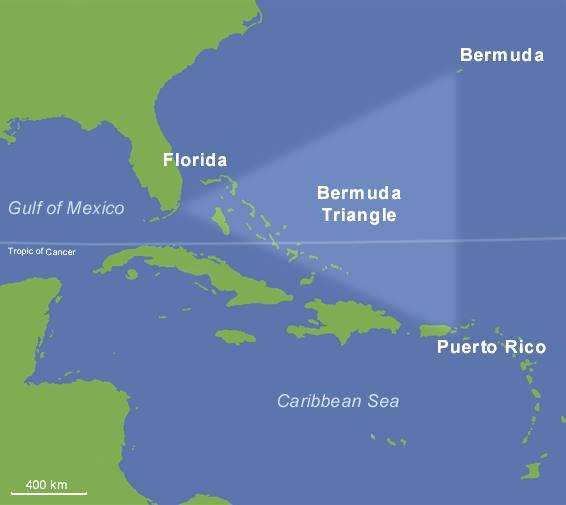 Bermuda
Florida
Bermuda
Triangle
Gulf of Mexico
Tropic of Cancer
Puerto Rico
Caribbean Sea
400 km